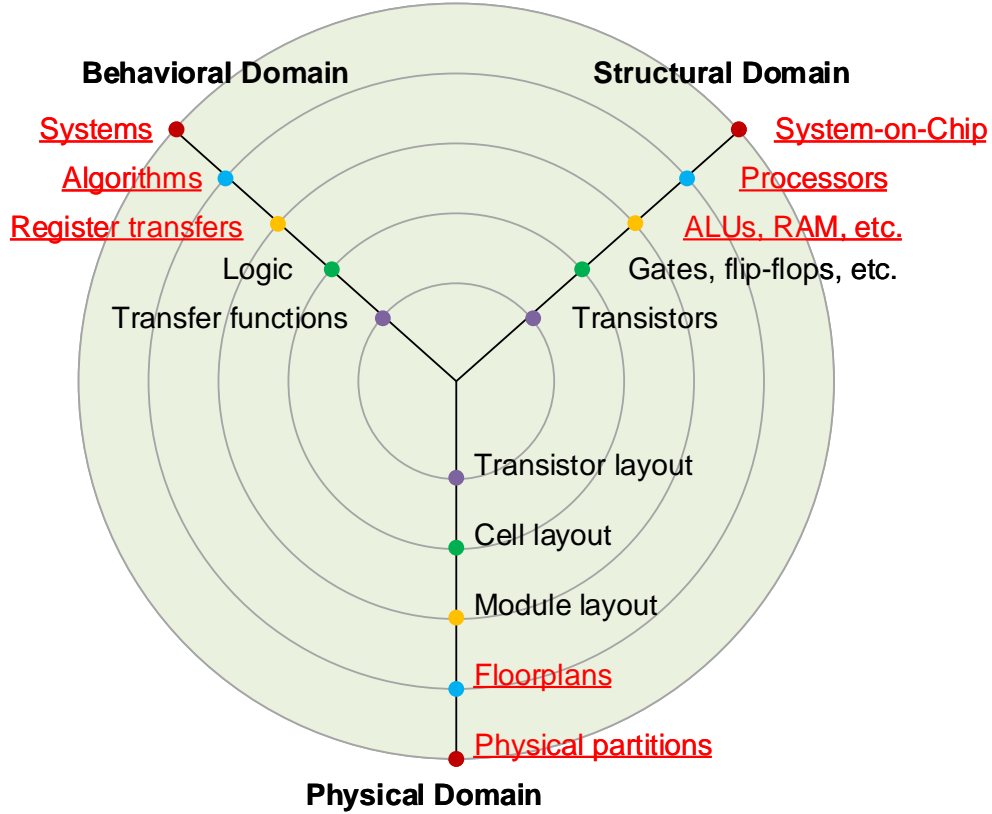 Behavioral Domain
Structural Domain
Systems
System-on-Chip
Algorithms
Processors
Register transfers
ALUs, RAM, etc.
Logic
Gates, flip-flops, etc.
Transfer functions
Transistors
Transistor layout
Cell layout
Module layout
Floorplans
Physical partitions
Physical Domain